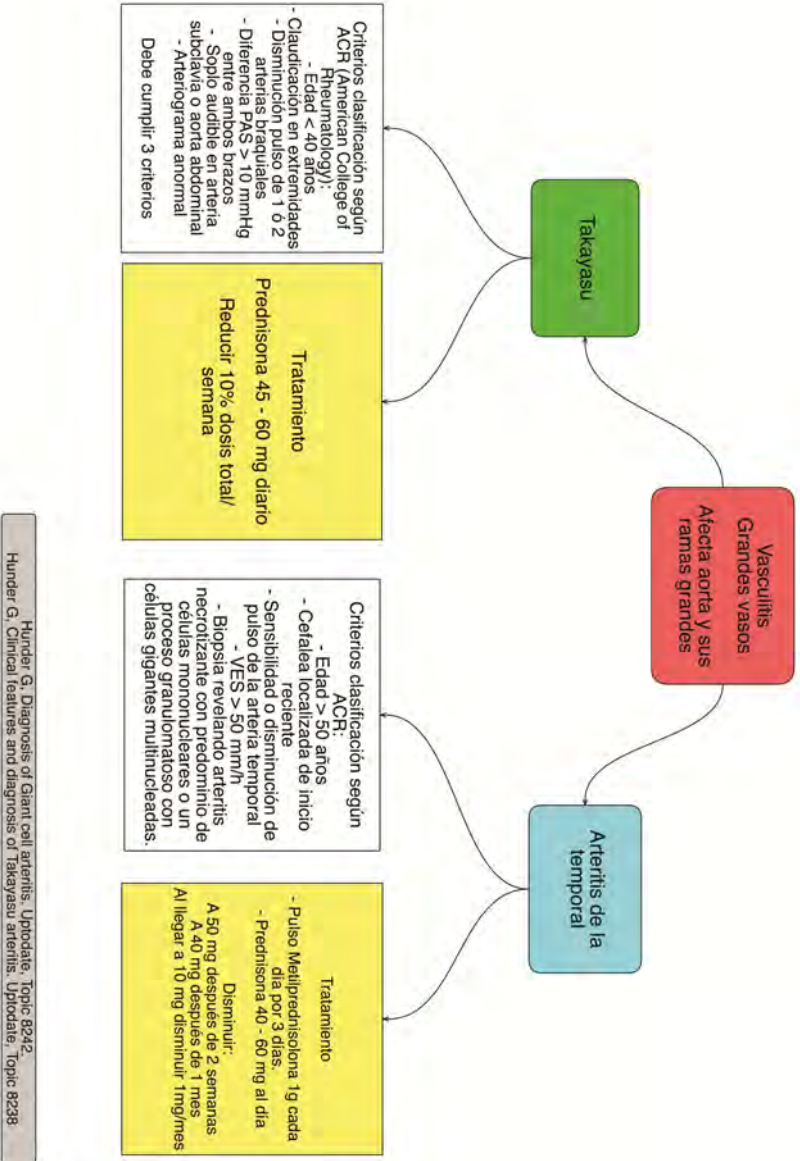 Vasculitis
Grandes vasos
Afecta aorta y sus
ramas grandes
Takayasu
Arteritis de la
temporal
Criterios clasificación según
ACR (American College of
Rheumatology):
- Edad < 40 años
- Claudicación en extremidades
- Disminución pulso de 1 ó 2
arterias braquiales
- Diferencia PAS > 10 mmHg
entre ambos brazos
- Soplo audible en arteria
subclavia o aorta abdominal
- Arteriograma anormal
Debe cumplir 3 criterios
Tratamiento
Prednisona 45 - 60 mg diario
Reducir 10% dosis total/
semana
Criterios clasificación según
ACR:
- Edad > 50 años
- Cefalea localizada de inicio
reciente
- Sensibilidad o disminución de
pulso de la arteria temporal
- VES > 50 mm/h
- Biopsia revelando arteritis
necrotizante con predominio de
células mononucleares o un
proceso granulomatoso con
células gigantes multinucleadas.
Tratamiento
- Pulso Metilprednisolona 1g cada
día por 3 días.
- Prednisona 40 - 60 mg al día
Disminuir:
A 50 mg después de 2 semanas
A 40 mg después de 1 mes
Al llegar a 10 mg disminuir 1mg/mes
Hunder G, Diagnosis of Giant cell arteritis. Uptodate, Topic 8242.
Hunder G, Clinical features and diagnosis of Takayasu arteritis. Uptodate, Topic 8238